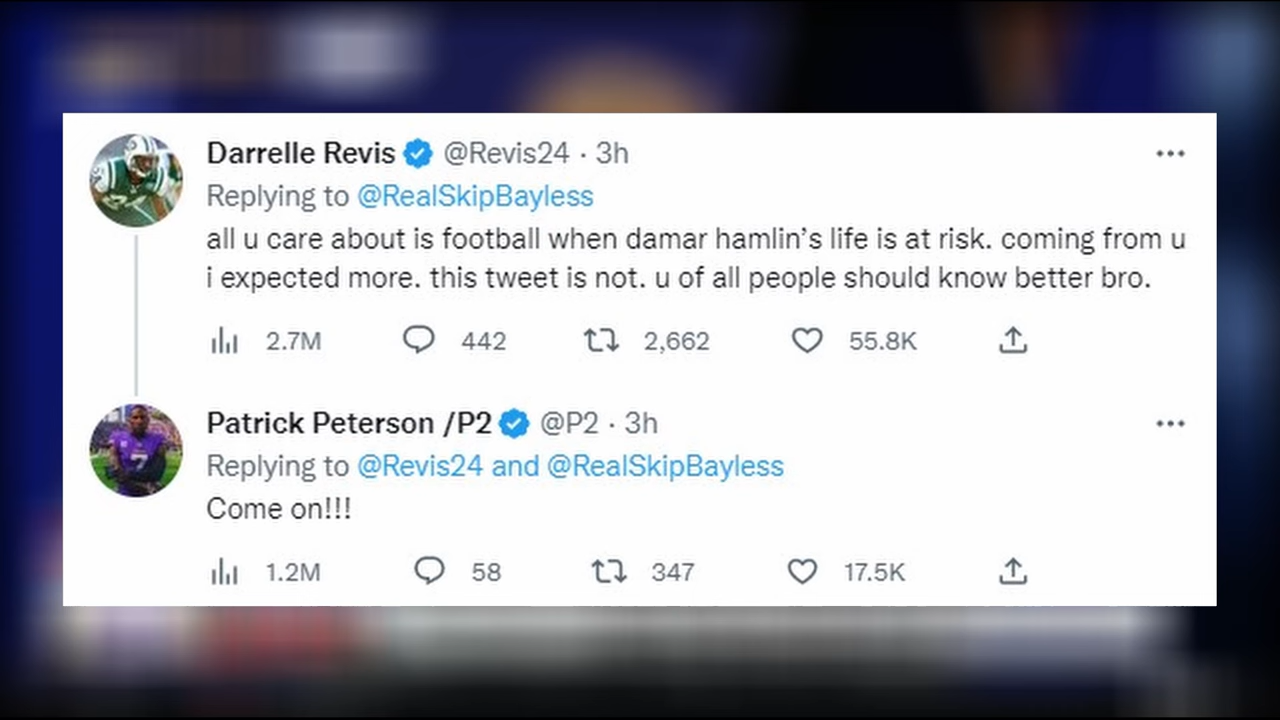 Darrelle Revis @Revis24 · 3h
Replying to @RealSkipBayless
all u care about is football when damar hamlin’s life is at risk. coming from u
i expected more. this tweet is not. u of all people should know better bro.
2.7M 442 2,662 55.8K
Patrick Peterson /P2 @P2 · 3h
Replying to @Revis24 and @RealSkipBayless
Come on!!!
1.2M 58 347 17.5K